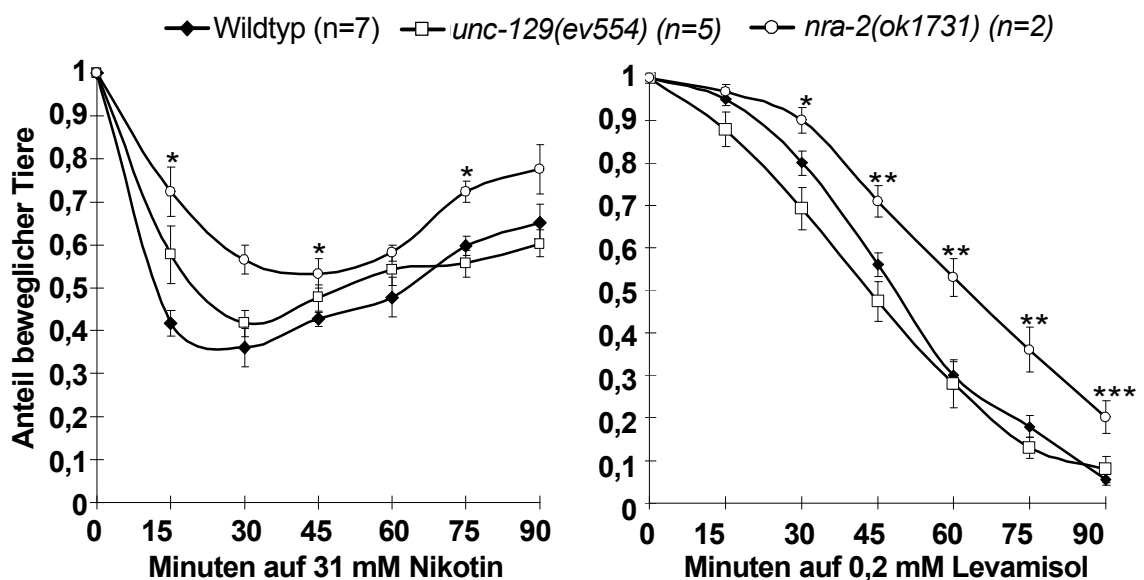 Wildtyp (n=7) unc-129(ev554) (n=5) nra-2(ok1731) (n=2)
Anteil beweglicher Tiere
1
0,9
0,8
0,7
0,6
0,5
0,4
0,3
0,2
0,1
0
* * *
0 15 30 45 60 75 90
Minuten auf 31 mM Nikotin
1
0,9
0,8
0,7
0,6
0,5
0,4
0,3
0,2
0,1
0
* ** ** ** ***
0 15 30 45 60 75 90
Minuten auf 0,2 mM Levamisol